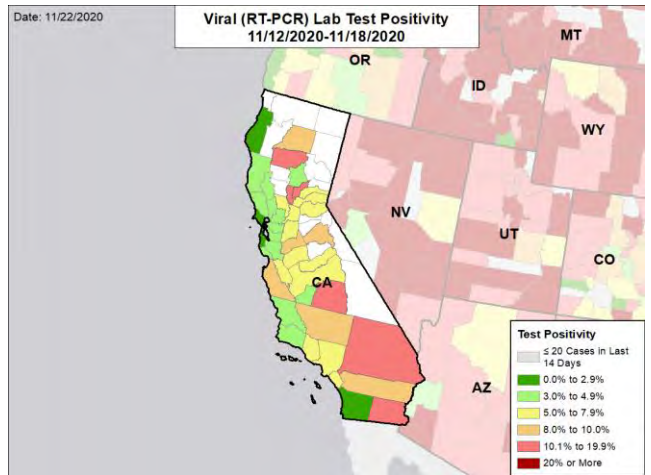 Date: 11/22/2020
Viral (RT-PCR) Lab Test Positivity
11/12/2020-11/18/2020
MT
OR
ID
WY
NV
UT
CO
CA
AZ
Test Positivity
≤ 20 Cases in Last
14 Days
0.0% to 2.9%
3.0% to 4.9%
5.0% to 7.9%
8.0% to 10.0%
10.1% to 19.9%
20% or More